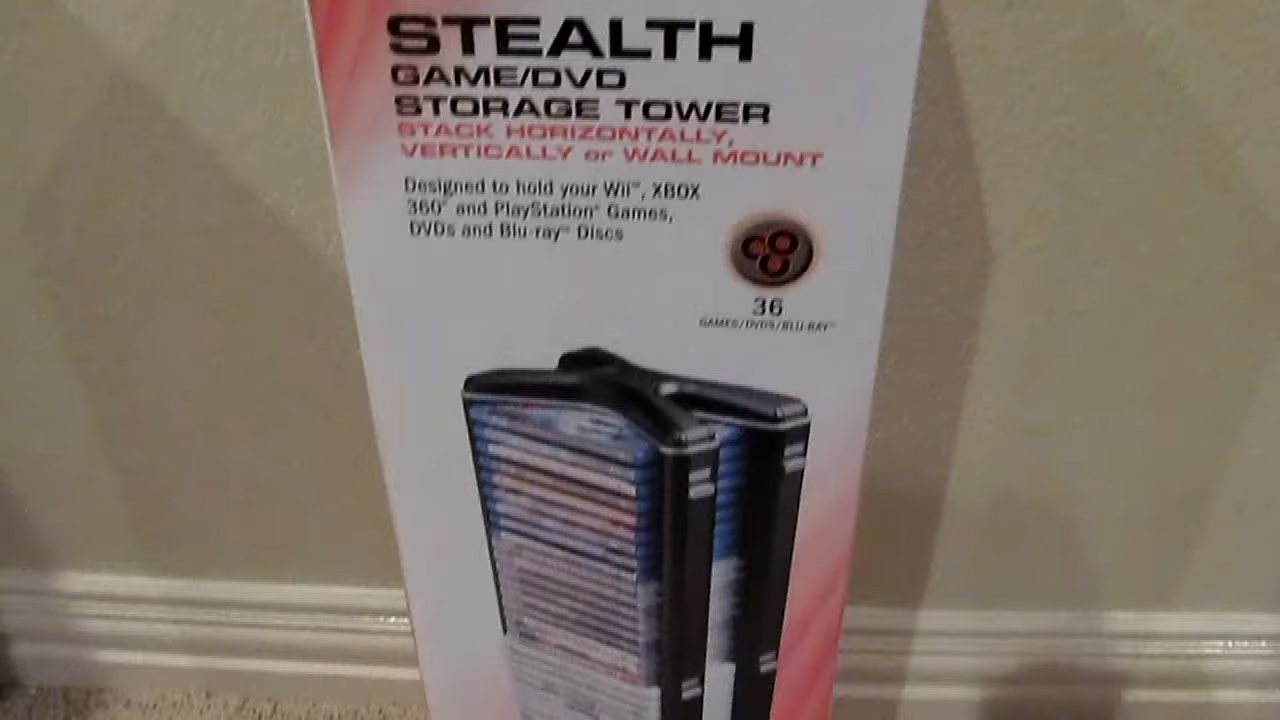 STEALTH
GAME/DVD
STORAGE TOWER
STACK HORIZONTALLY,
VERTICALLY or WALL MOUNT
Designed to hold your Wii™, XBOX
360® and PlayStation® Games,
DVDs and Blu-ray™ Discs
36
GAMES/DVDS/BLU-RAY™